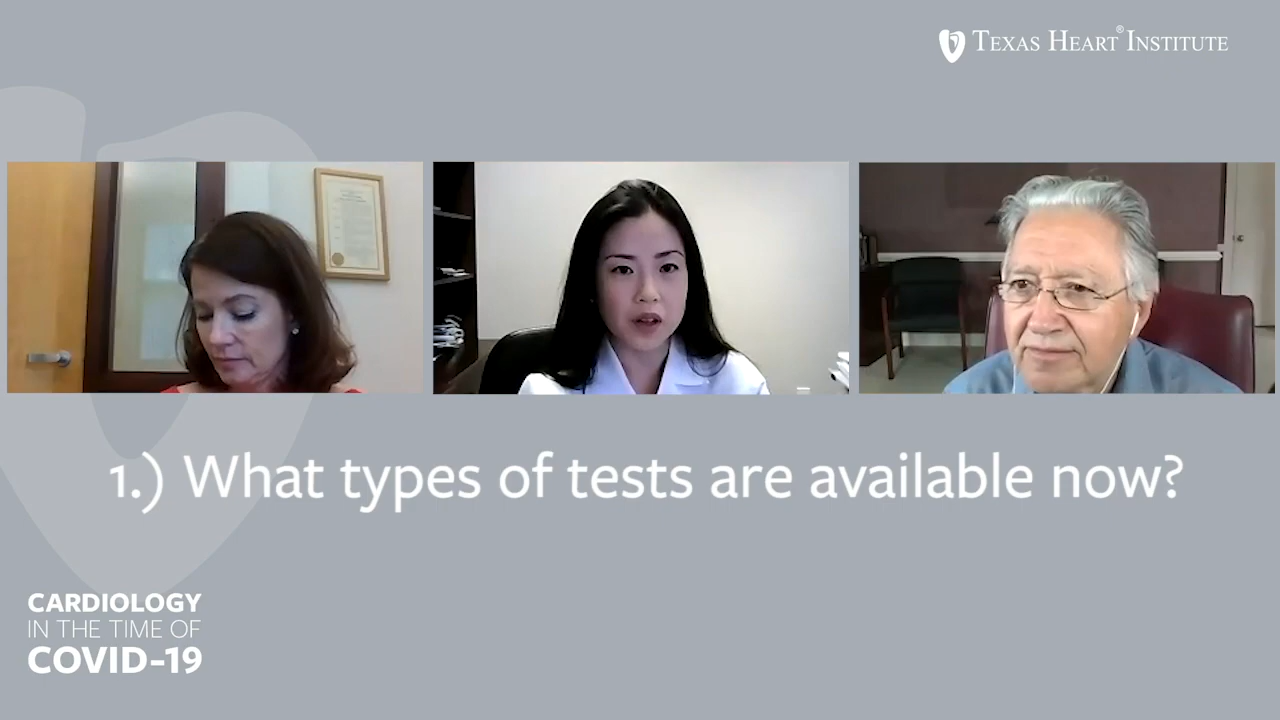 TEXAS HEART® INSTITUTE
1.) What types of tests are available now?
CARDIOLOGY
IN THE TIME OF
COVID-19